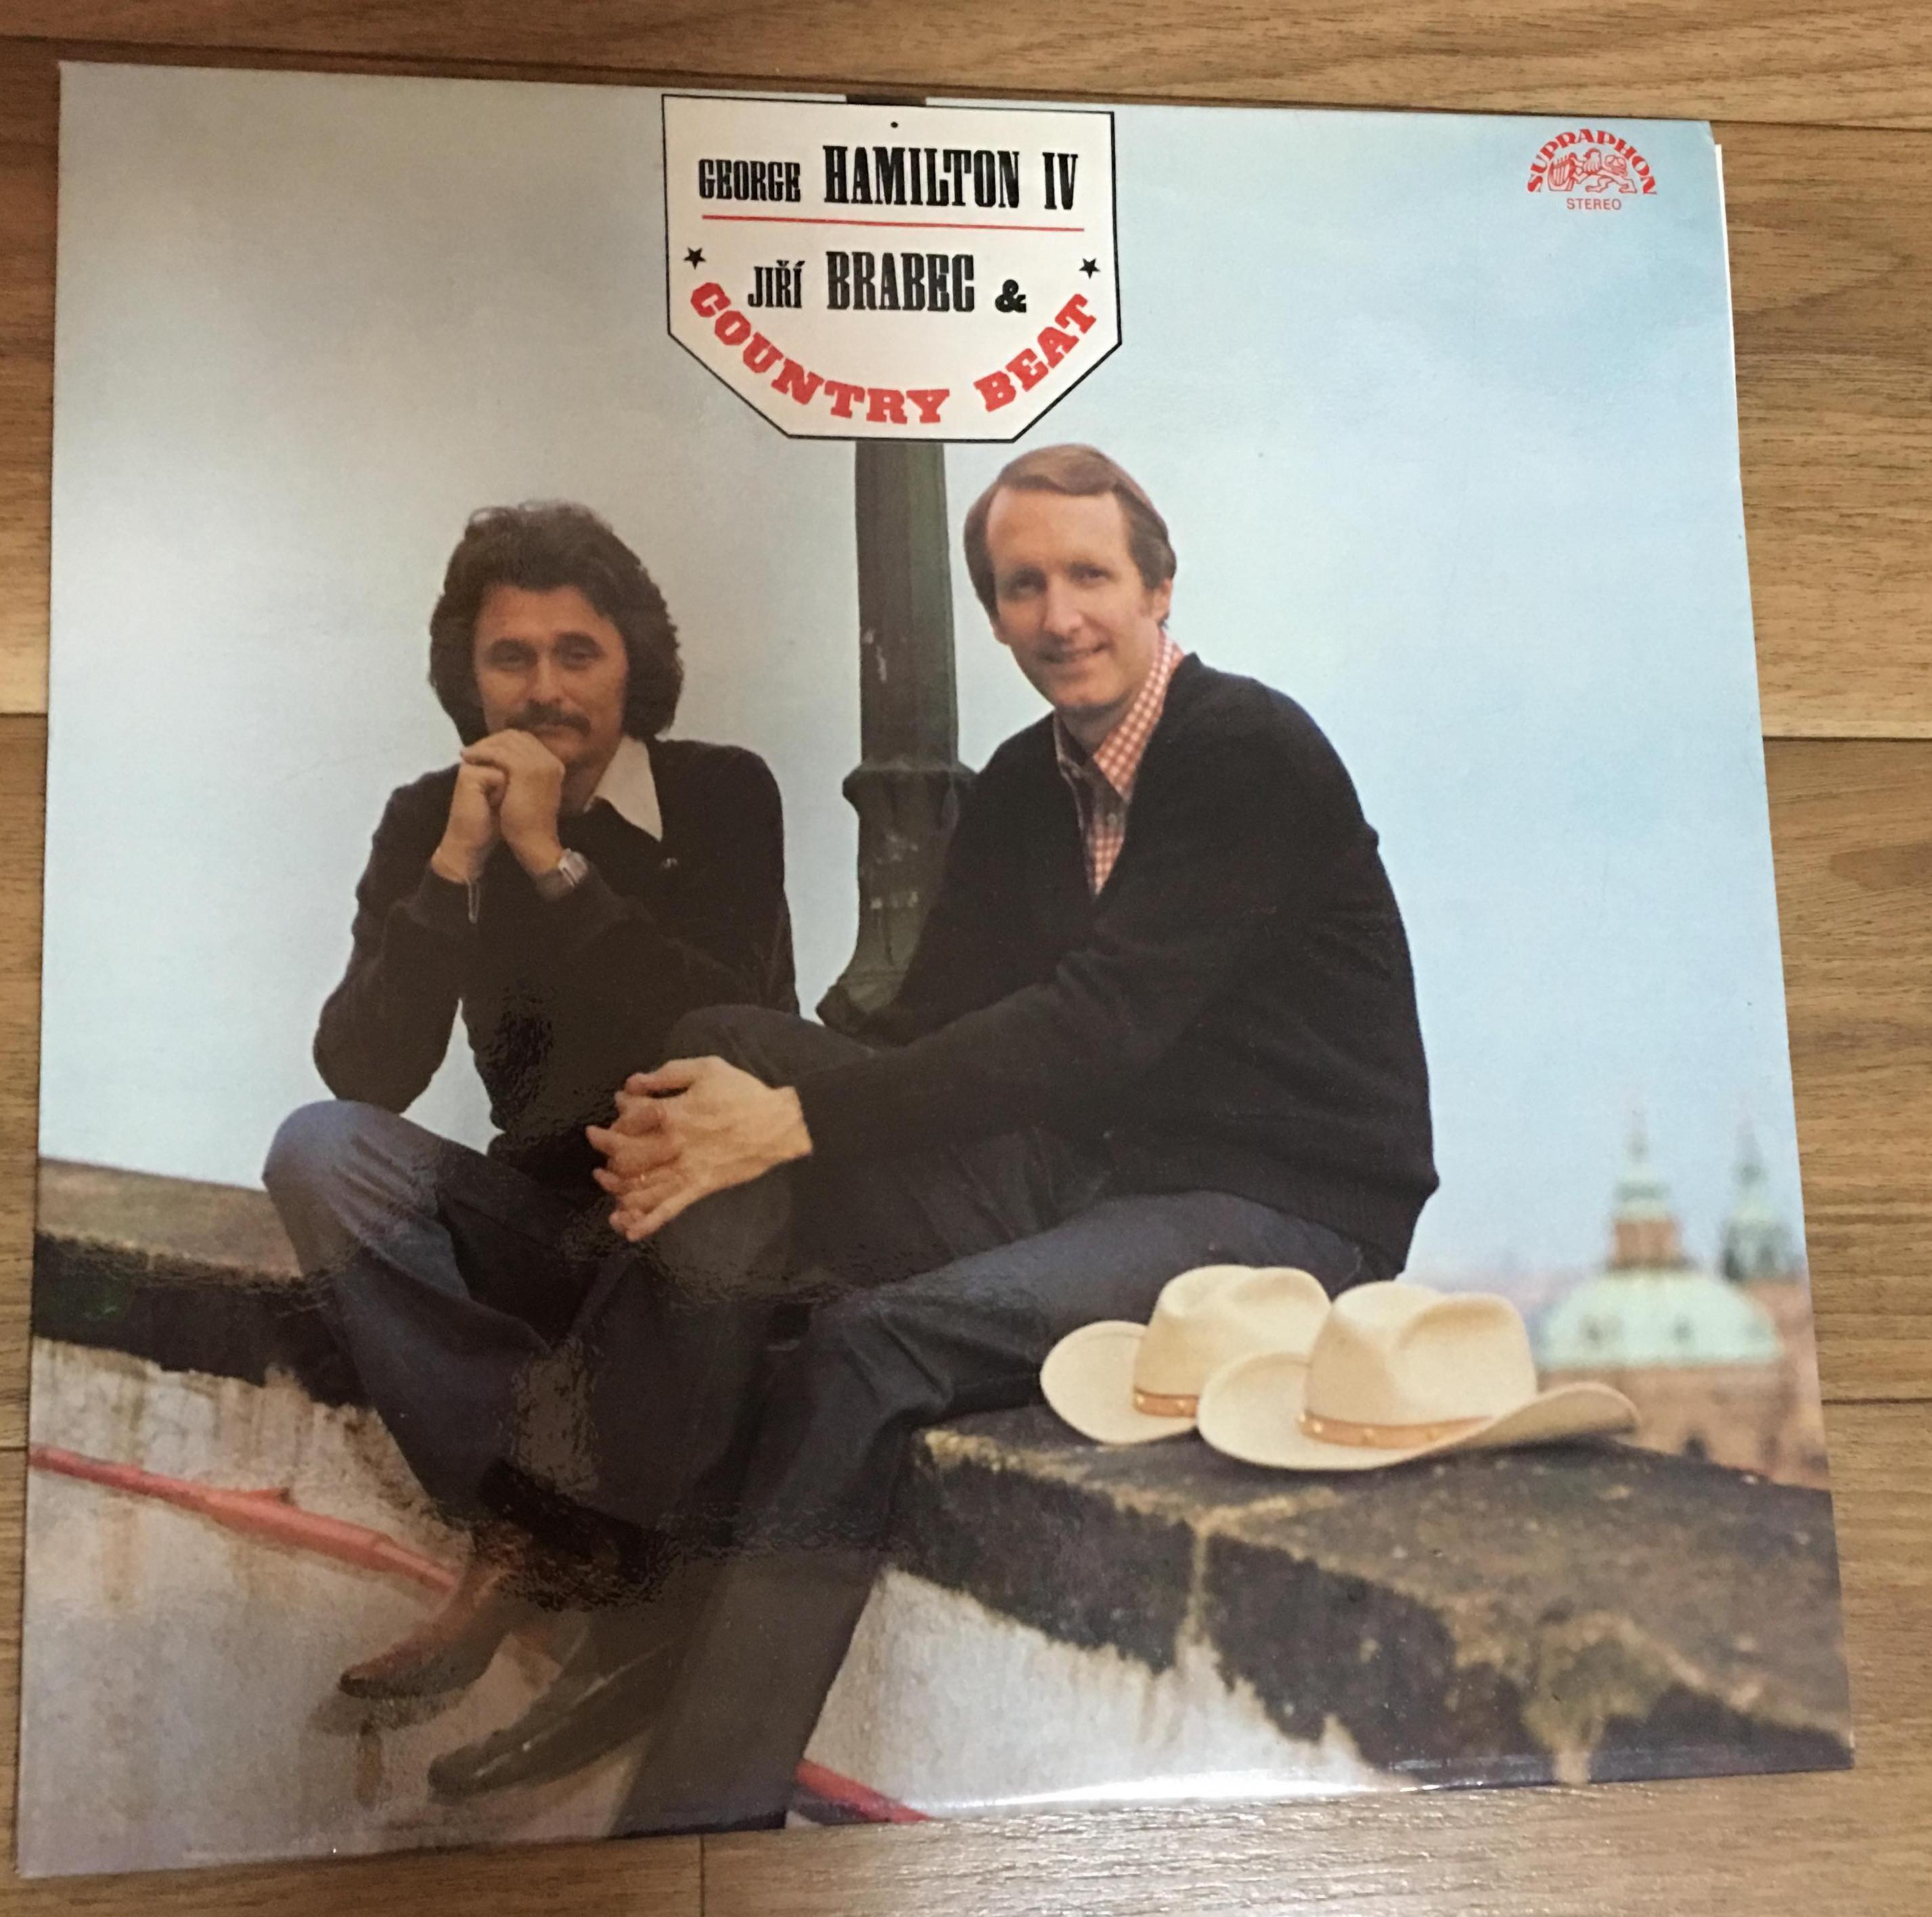 GEORGE HAMILTON IV
JIŘÍ BRABEC &
COUNTRY BEAT
SUPRAPHON
STEREO